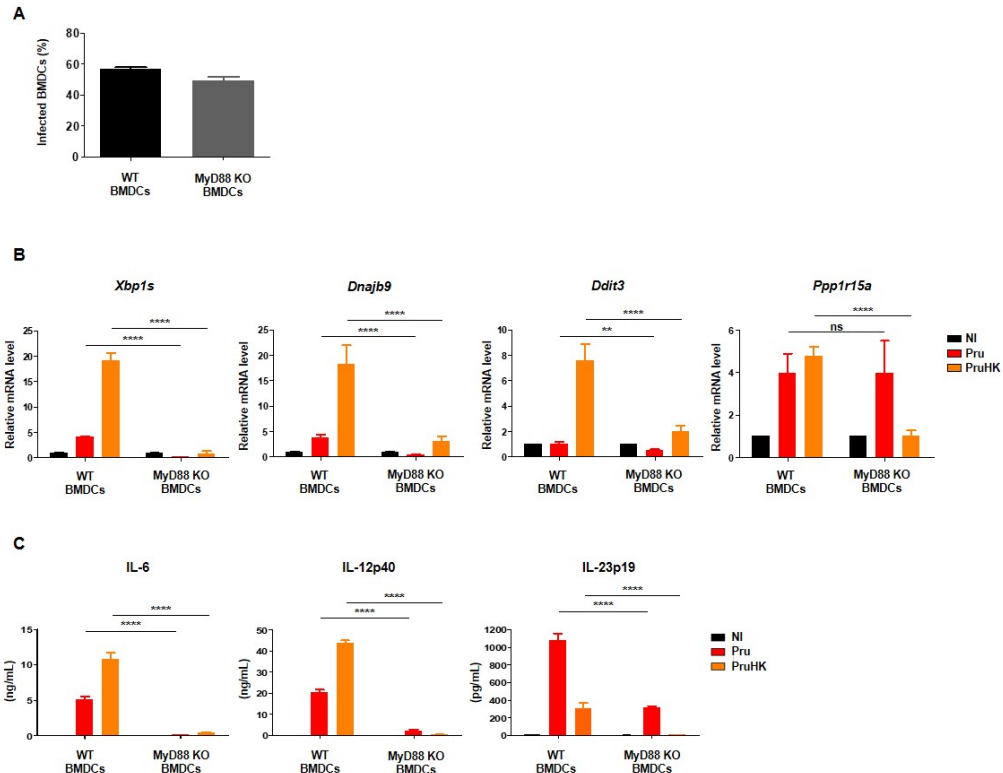 A
Infected BMDCs (%)
80
60
40
20
0
WT
BMDCs
MyD88 KO
BMDCs
B
Xbp1s
Relative mRNA level
25
20
15
10
5
0
****
****
WT
BMDCs
MyD88 KO
BMDCs
Dnajb9
Relative mRNA level
25
20
15
10
5
0
****
****
WT
BMDCs
MyD88 KO
BMDCs
Ddit3
Relative mRNA level
10
8
6
4
2
0
****
**
WT
BMDCs
MyD88 KO
BMDCs
Ppp1r15a
Relative mRNA level
6
4
2
0
****
ns
WT
BMDCs
MyD88 KO
BMDCs
NI
Pru
PruHK
C
IL-6
(ng/mL)
15
10
5
0
****
****
WT
BMDCs
MyD88 KO
BMDCs
IL-12p40
(ng/mL)
50
40
30
20
10
0
****
****
WT
BMDCs
MyD88 KO
BMDCs
IL-23p19
(pg/mL)
1200
1000
800
600
400
200
0
****
****
WT
BMDCs
MyD88 KO
BMDCs
NI
Pru
PruHK